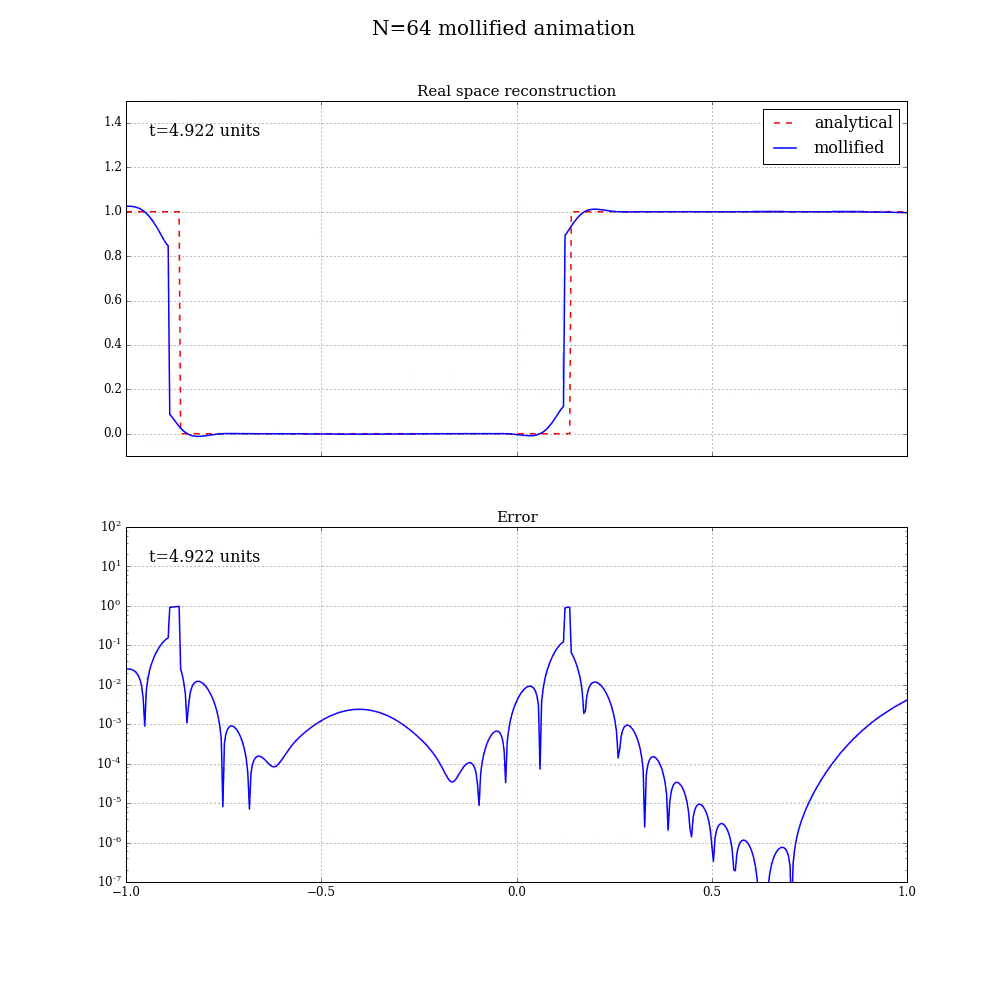 N=64 mollified animation
Real space reconstruction
t=4.922 units
analytical
mollified
1.4
1.2
1.0
0.8
0.6
0.4
0.2
0.0
Error
t=4.922 units
10²
10¹
10⁰
10⁻¹
10⁻²
10⁻³
10⁻⁴
10⁻⁵
10⁻⁶
10⁻⁷
−1.0 −0.5 0.0 0.5 1.0